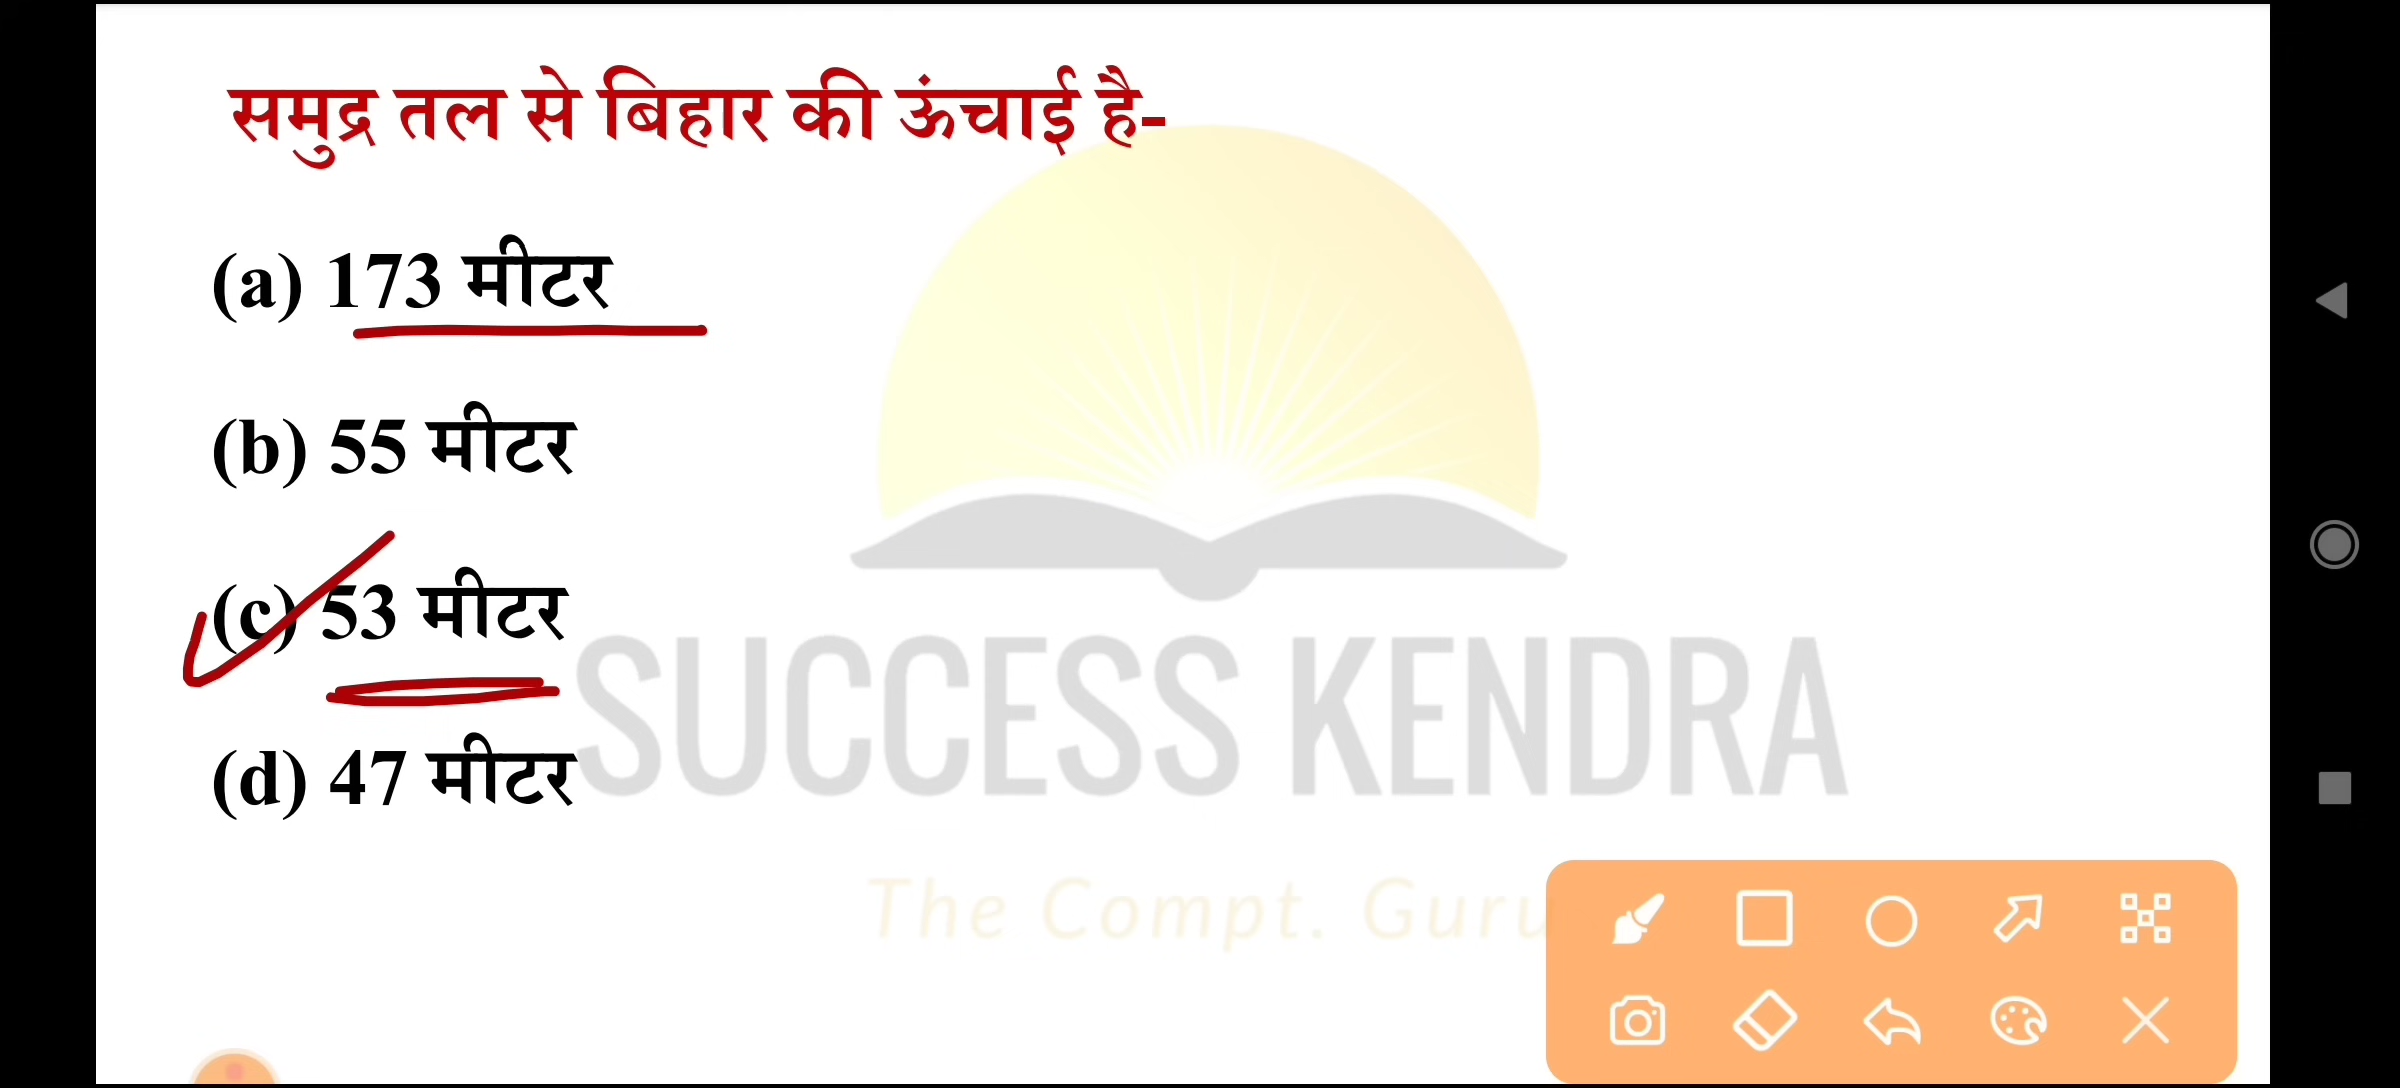 समुद्र तल से बिहार की ऊंचाई है-
(a) 173 मीटर
(b) 55 मीटर
(c) 53 मीटर
(d) 47 मीटर
SUCCESS KENDRA
The Compt. Guru